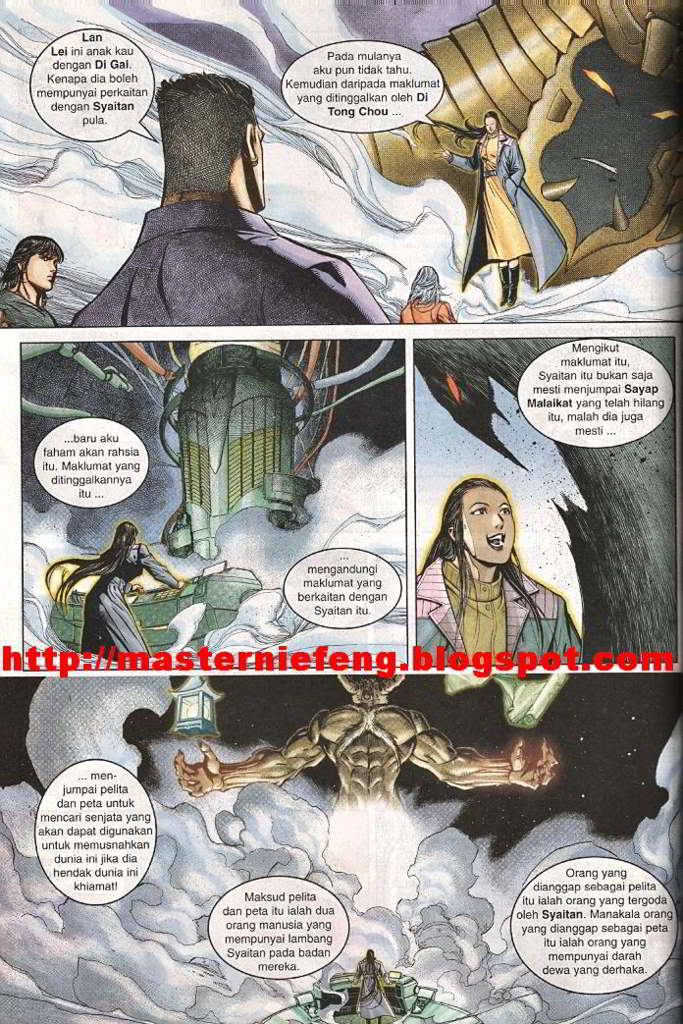 Lan
Lei ini anak kau
dengan Di Gai.
Kenapa dia boleh
mempunyai perkaitan
dengan Syaitan
pula.
Pada mulanya
aku pun tidak tahu.
Kemudian daripada maklumat
yang ditinggalkan oleh Di
Tong Chou ...
...baru aku
faham akan rahsia
itu. Maklumat yang
ditinggalkannya
itu ...
...
mengandungi
maklumat yang
berkaitan dengan
Syaitan itu.
Mengikut
maklumat itu,
Syaitan itu bukan saja
mesti menjumpai Sayap
Malaikat yang telah hilang
itu, malah dia juga
mesti ...
http://masterniefeng.blogspot.com
... men-
jumpai pelita
dan peta untuk
mencari senjata yang
akan dapat digunakan
untuk memusnahkan
dunia ini jika dia
hendak dunia ini
khiamat!
Maksud pelita
dan peta itu ialah dua
orang manusia yang
mempunyai lambang
Syaitan pada badan
mereka.
Orang yang
dianggap sebagai pelita
itu ialah orang yang tergoda
oleh Syaitan. Manakala orang
yang dianggap sebagai peta
itu ialah orang yang
mempunyai darah
dewa yang derhaka.